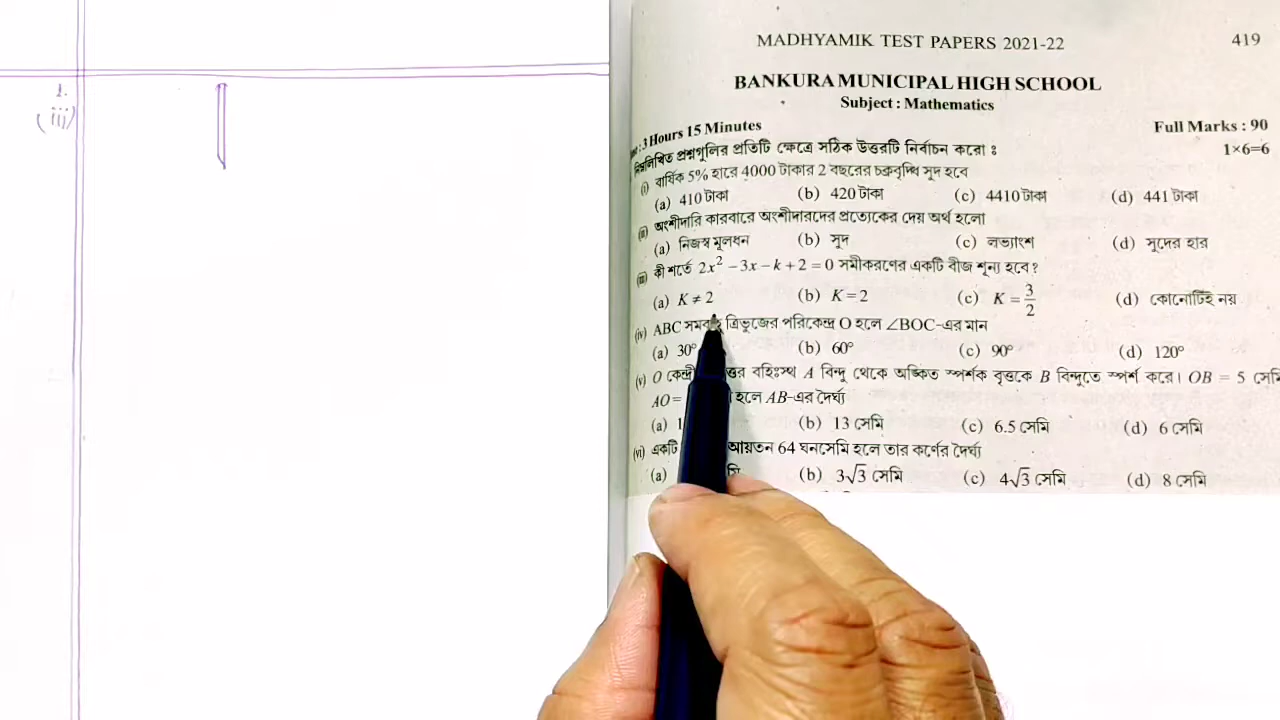 1.
(iii)
MADHYAMIK TEST PAPERS 2021-22 419
BANKURA MUNICIPAL HIGH SCHOOL
Subject : Mathematics
: 3 Hours 15 Minutes Full Marks : 90
নিম্নলিখিত প্রশ্নগুলির প্রতিটি ক্ষেত্রে সঠিক উত্তরটি নির্বাচন করো ঃ 1×6=6
(i) বার্ষিক 5% হারে 4000 টাকার 2 বছরের চক্রবৃদ্ধি সুদ হবে
(a) 410 টাকা (b) 420 টাকা (c) 4410 টাকা (d) 441 টাকা
(ii) অংশীদারি কারবারে অংশীদারদের প্রত্যেকের দেয় অর্থ হলো
(a) নিজস্ব মূলধন (b) সুদ (c) লভ্যাংশ (d) সুদের হার
(iii) কী শর্তে 2x² −3x−k+2=0 সমীকরণের একটি বীজ শূন্য হবে?
(a) K ≠ 2 (b) K=2 (c) K = 3/2 (d) কোনোটিই নয়
(iv) ABC ত্রিভুজের পরিকেন্দ্র O হলে ∠BOC-এর মান
(a) 30° (b) 60° (c) 90° (d) 120°
(v) O বহিঃস্থ A বিন্দু থেকে অঙ্কিত স্পর্শক বৃত্তকে B বিন্দুতে স্পর্শ করে। OB = 5 সেমি
AO = হলে AB-এর দৈর্ঘ্য
(a) 1 (b) 13 সেমি (c) 6.5 সেমি (d) 6 সেমি
(vi) একটি আয়তন 64 ঘনসেমি হলে তার কর্ণের দৈর্ঘ্য
(a) (b) 3√3 সেমি (c) 4√3 সেমি (d) 8 সেমি